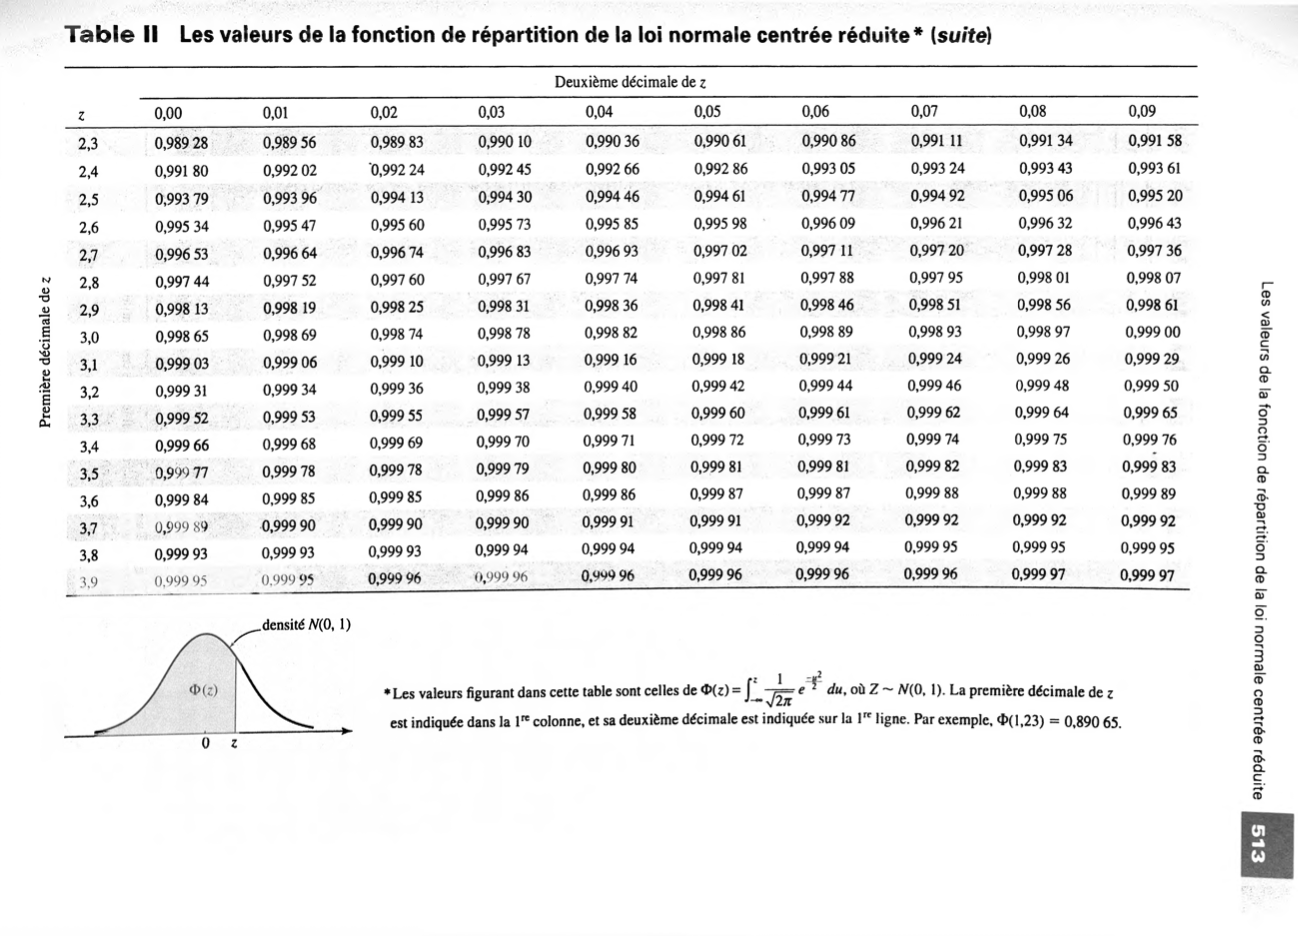 Table II Les valeurs de la fonction de répartition de la loi normale centrée réduite* (suite)
Deuxième décimale de z
z 0,00 0,01 0,02 0,03 0,04 0,05 0,06 0,07 0,08 0,09
Première décimale de z
2,3 0,989 28 0,989 56 0,989 83 0,990 10 0,990 36 0,990 61 0,990 86 0,991 11 0,991 34 0,991 58
2,4 0,991 80 0,992 02 0,992 24 0,992 45 0,992 66 0,992 86 0,993 05 0,993 24 0,993 43 0,993 61
2,5 0,993 79 0,993 96 0,994 13 0,994 30 0,994 46 0,994 61 0,994 77 0,994 92 0,995 06 0,995 20
2,6 0,995 34 0,995 47 0,995 60 0,995 73 0,995 85 0,995 98 0,996 09 0,996 21 0,996 32 0,996 43
2,7 0,996 53 0,996 64 0,996 74 0,996 83 0,996 93 0,997 02 0,997 11 0,997 20 0,997 28 0,997 36
2,8 0,997 44 0,997 52 0,997 60 0,997 67 0,997 74 0,997 81 0,997 88 0,997 95 0,998 01 0,998 07
2,9 0,998 13 0,998 19 0,998 25 0,998 31 0,998 36 0,998 41 0,998 46 0,998 51 0,998 56 0,998 61
3,0 0,998 65 0,998 69 0,998 74 0,998 78 0,998 82 0,998 86 0,998 89 0,998 93 0,998 97 0,999 00
3,1 0,999 03 0,999 06 0,999 10 0,999 13 0,999 16 0,999 18 0,999 21 0,999 24 0,999 26 0,999 29
3,2 0,999 31 0,999 34 0,999 36 0,999 38 0,999 40 0,999 42 0,999 44 0,999 46 0,999 48 0,999 50
3,3 0,999 52 0,999 53 0,999 55 0,999 57 0,999 58 0,999 60 0,999 61 0,999 62 0,999 64 0,999 65
3,4 0,999 66 0,999 68 0,999 69 0,999 70 0,999 71 0,999 72 0,999 73 0,999 74 0,999 75 0,999 76
3,5 0,999 77 0,999 78 0,999 78 0,999 79 0,999 80 0,999 81 0,999 81 0,999 82 0,999 83 0,999 83
3,6 0,999 84 0,999 85 0,999 85 0,999 86 0,999 86 0,999 87 0,999 87 0,999 88 0,999 88 0,999 89
3,7 0,999 89 0,999 90 0,999 90 0,999 90 0,999 91 0,999 91 0,999 92 0,999 92 0,999 92 0,999 92
3,8 0,999 93 0,999 93 0,999 93 0,999 94 0,999 94 0,999 94 0,999 94 0,999 95 0,999 95 0,999 95
3,9 0,999 95 0,999 95 0,999 96 0,999 96 0,999 96 0,999 96 0,999 96 0,999 96 0,999 97 0,999 97
densité N(0, 1)
Φ(z)
0 z
*Les valeurs figurant dans cette table sont celles de Φ(z) = ∫_{-∞}^{z} 1/√2π e^{-u²/2} du, où Z ~ N(0, 1). La première décimale de z
est indiquée dans la 1re colonne, et sa deuxième décimale est indiquée sur la 1re ligne. Par exemple, Φ(1,23) = 0,890 65.
Les valeurs de la fonction de répartition de la loi normale centrée réduite
513